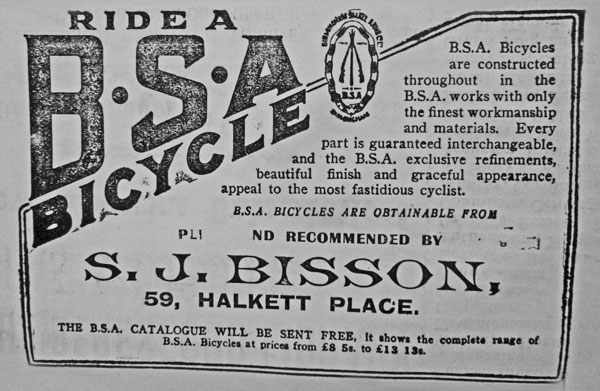 RIDE A
B·S·A
BICYCLE
B.S.A
B.S.A. Bicycles
are constructed
throughout in the
B.S.A. works with only
the finest workmanship
and materials. Every
part is guaranteed interchangeable,
and the B.S.A. exclusive refinements,
beautiful finish and graceful appearance,
appeal to the most fastidious cyclist.
B.S.A. BICYCLES ARE OBTAINABLE FROM
ND RECOMMENDED BY
S. J. BISSON,
59, HALKETT PLACE.
THE B.S.A. CATALOGUE WILL BE SENT FREE, it shows the complete range of
B.S.A. Bicycles at prices from £8 5s. to £13 13s.